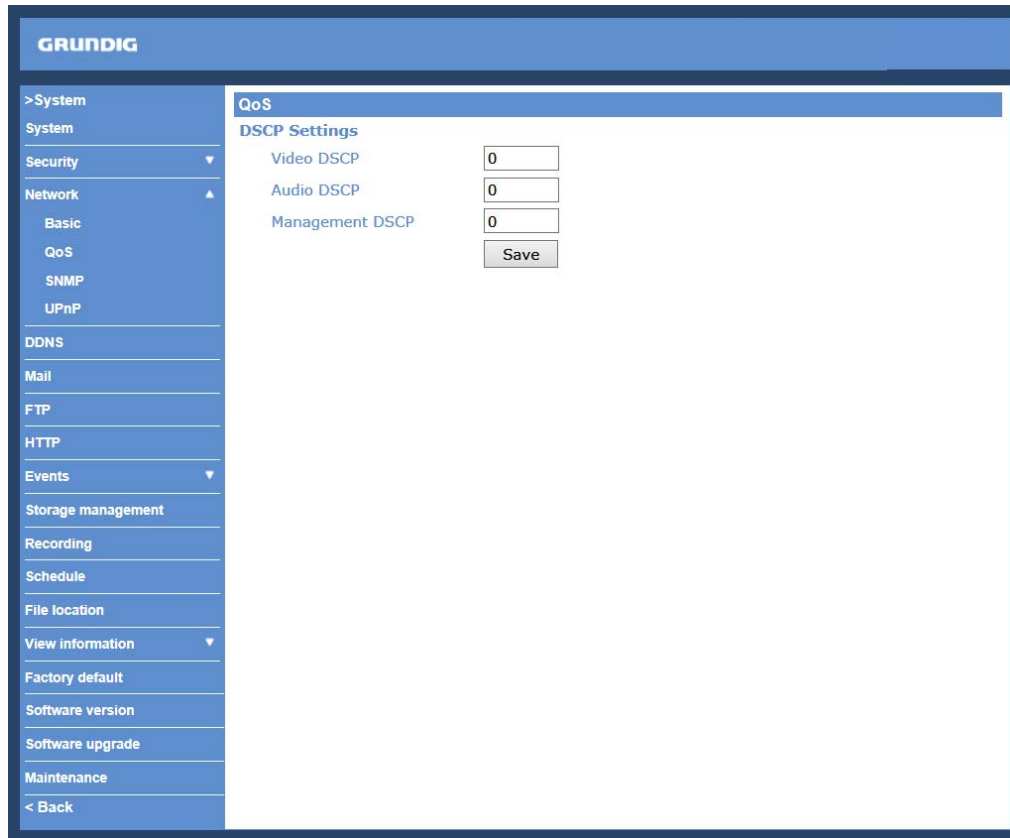 GRUNDIG
>System
System
Security
Network
Basic
QoS
SNMP
UPnP
DDNS
Mail
FTP
HTTP
Events
Storage management
Recording
Schedule
File location
View information
Factory default
Software version
Software upgrade
Maintenance
< Back
QoS
DSCP Settings
Video DSCP 0
Audio DSCP 0
Management DSCP 0
Save